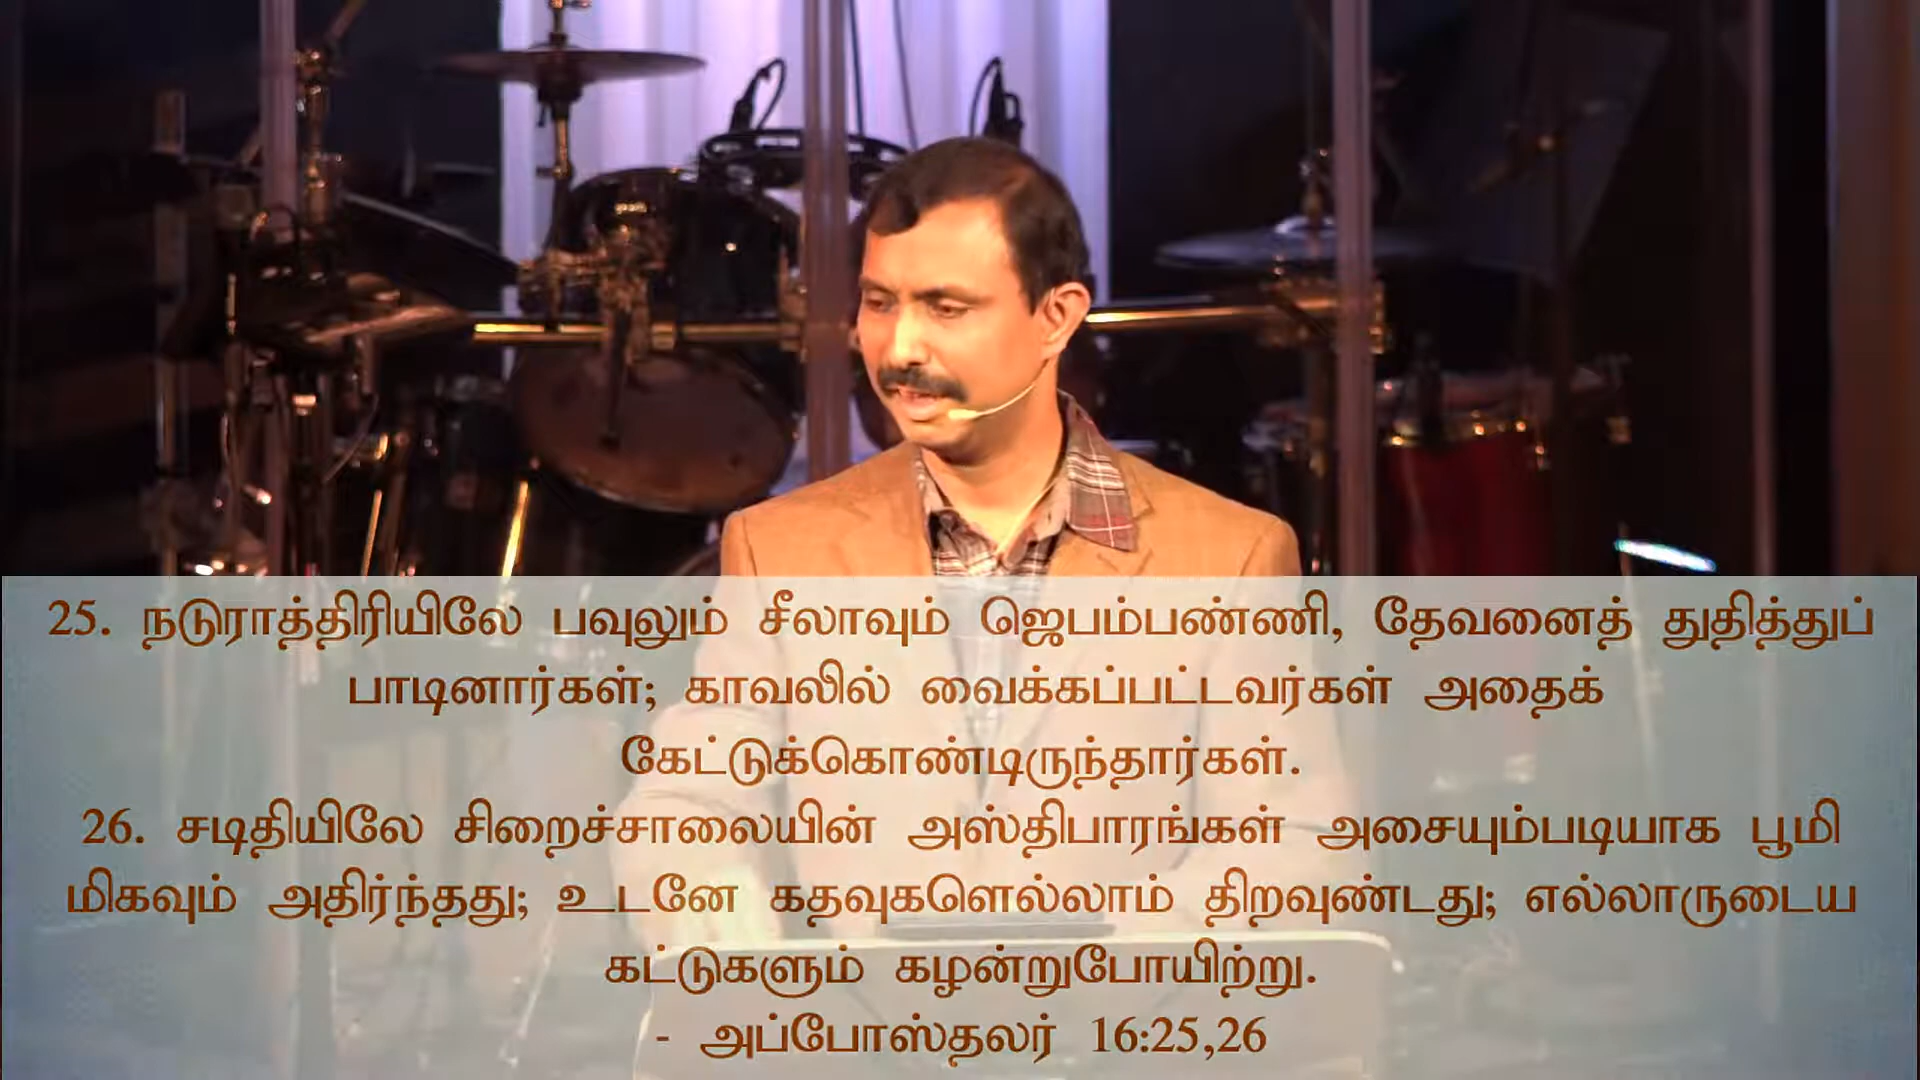 25. நடுராத்திரியிலே பவுலும் சீலாவும் ஜெபம்பண்ணி, தேவனைத் துதித்துப்
பாடினார்கள்; காவலில் வைக்கப்பட்டவர்கள் அதைக்
கேட்டுக்கொண்டிருந்தார்கள்.
26. சடிதியிலே சிறைச்சாலையின் அஸ்திபாரங்கள் அசையும்படியாக பூமி
மிகவும் அதிர்ந்தது; உடனே கதவுகளெல்லாம் திறவுண்டது; எல்லாருடைய
கட்டுகளும் கழன்றுபோயிற்று.
- அப்போஸ்தலர் 16:25,26